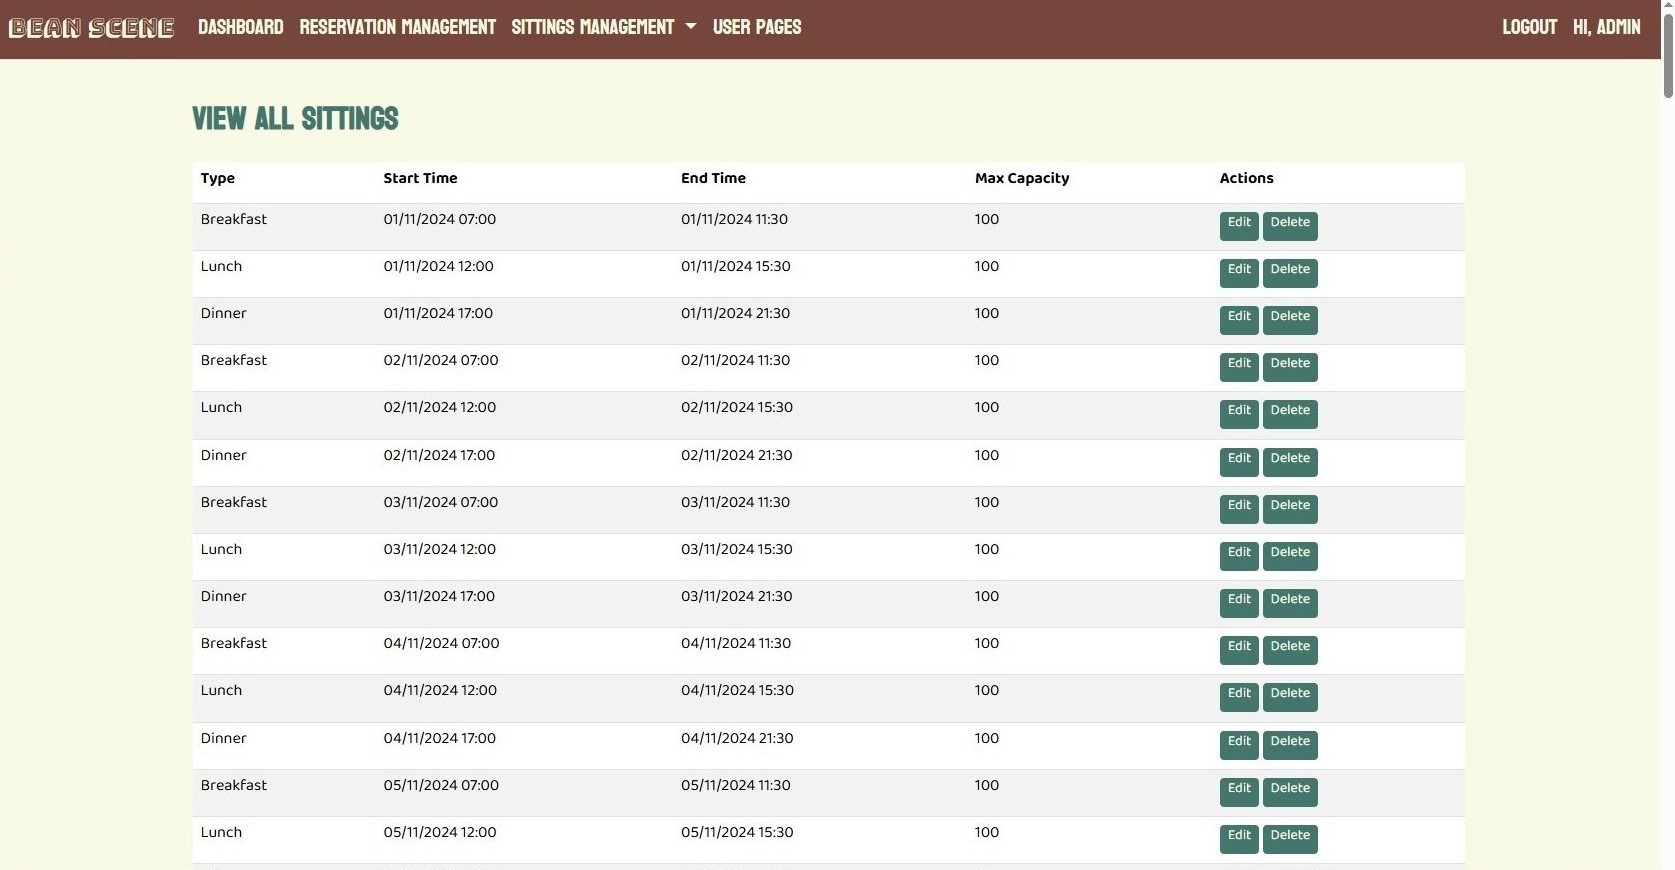 BEAN SCENE DASHBOARD RESERVATION MANAGEMENT SITTINGS MANAGEMENT USER PAGES LOGOUT HI, ADMIN
VIEW ALL SITTINGS
Type Start Time End Time Max Capacity Actions
Breakfast 01/11/2024 07:00 01/11/2024 11:30 100 Edit Delete
Lunch 01/11/2024 12:00 01/11/2024 15:30 100 Edit Delete
Dinner 01/11/2024 17:00 01/11/2024 21:30 100 Edit Delete
Breakfast 02/11/2024 07:00 02/11/2024 11:30 100 Edit Delete
Lunch 02/11/2024 12:00 02/11/2024 15:30 100 Edit Delete
Dinner 02/11/2024 17:00 02/11/2024 21:30 100 Edit Delete
Breakfast 03/11/2024 07:00 03/11/2024 11:30 100 Edit Delete
Lunch 03/11/2024 12:00 03/11/2024 15:30 100 Edit Delete
Dinner 03/11/2024 17:00 03/11/2024 21:30 100 Edit Delete
Breakfast 04/11/2024 07:00 04/11/2024 11:30 100 Edit Delete
Lunch 04/11/2024 12:00 04/11/2024 15:30 100 Edit Delete
Dinner 04/11/2024 17:00 04/11/2024 21:30 100 Edit Delete
Breakfast 05/11/2024 07:00 05/11/2024 11:30 100 Edit Delete
Lunch 05/11/2024 12:00 05/11/2024 15:30 100 Edit Delete